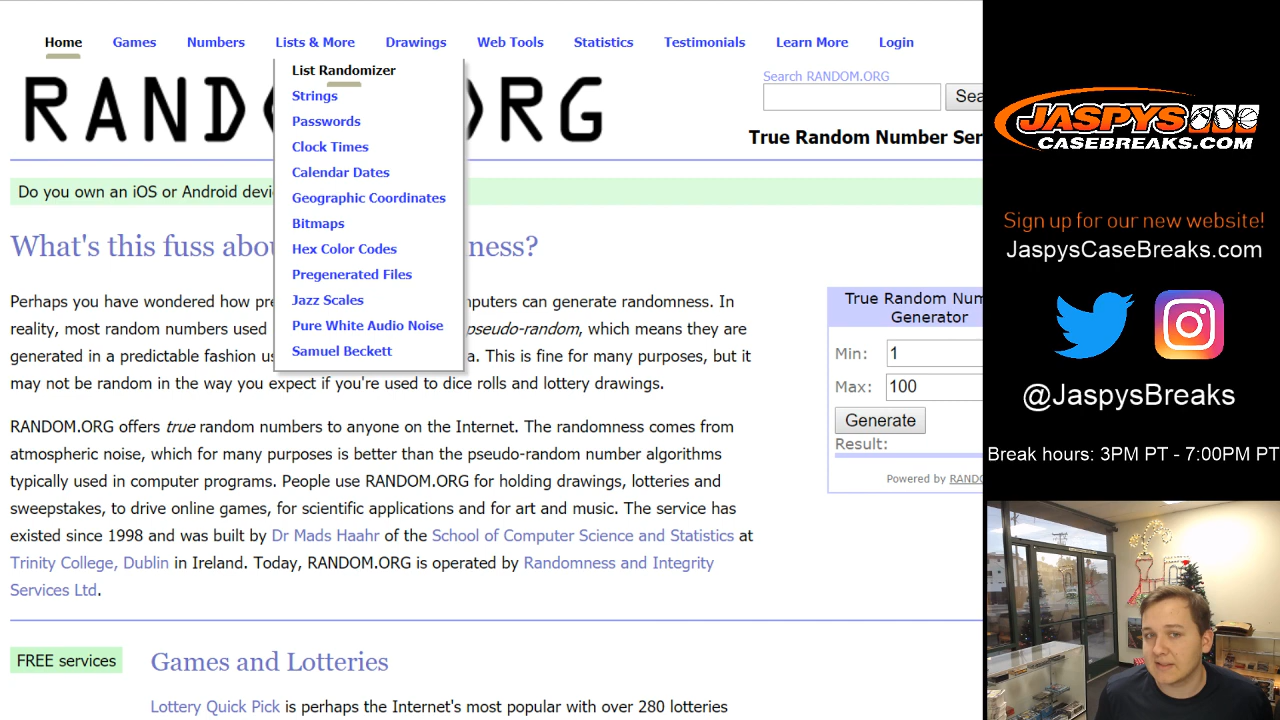 Home Games Numbers Lists & More Drawings Web Tools Statistics Testimonials Learn More Login
List Randomizer
Strings
Passwords
Clock Times
Calendar Dates
Geographic Coordinates
Bitmaps
Hex Color Codes
Pregenerated Files
Jazz Scales
Pure White Audio Noise
Samuel Beckett
RAND ORG
Search RANDOM.ORG
True Random Number Ser
Do you own an iOS or Android devi
What's this fuss abou ness?
Perhaps you have wondered how pre puters can generate randomness. In
reality, most random numbers used pseudo-random, which means they are
generated in a predictable fashion us a. This is fine for many purposes, but it
may not be random in the way you expect if you're used to dice rolls and lottery drawings.
RANDOM.ORG offers true random numbers to anyone on the Internet. The randomness comes from
atmospheric noise, which for many purposes is better than the pseudo-random number algorithms
typically used in computer programs. People use RANDOM.ORG for holding drawings, lotteries and
sweepstakes, to drive online games, for scientific applications and for art and music. The service has
existed since 1998 and was built by Dr Mads Haahr of the School of Computer Science and Statistics at
Trinity College, Dublin in Ireland. Today, RANDOM.ORG is operated by Randomness and Integrity
Services Ltd.
True Random Num
Generator
Min: 1
Max: 100
Generate
Result:
Powered by RANDO
FREE services
Games and Lotteries
Lottery Quick Pick is perhaps the Internet's most popular with over 280 lotteries
JASPYS
CASEBREAKS.COM
Sign up for our new website!
JaspysCaseBreaks.com
@JaspysBreaks
Break hours: 3PM PT - 7:00PM PT